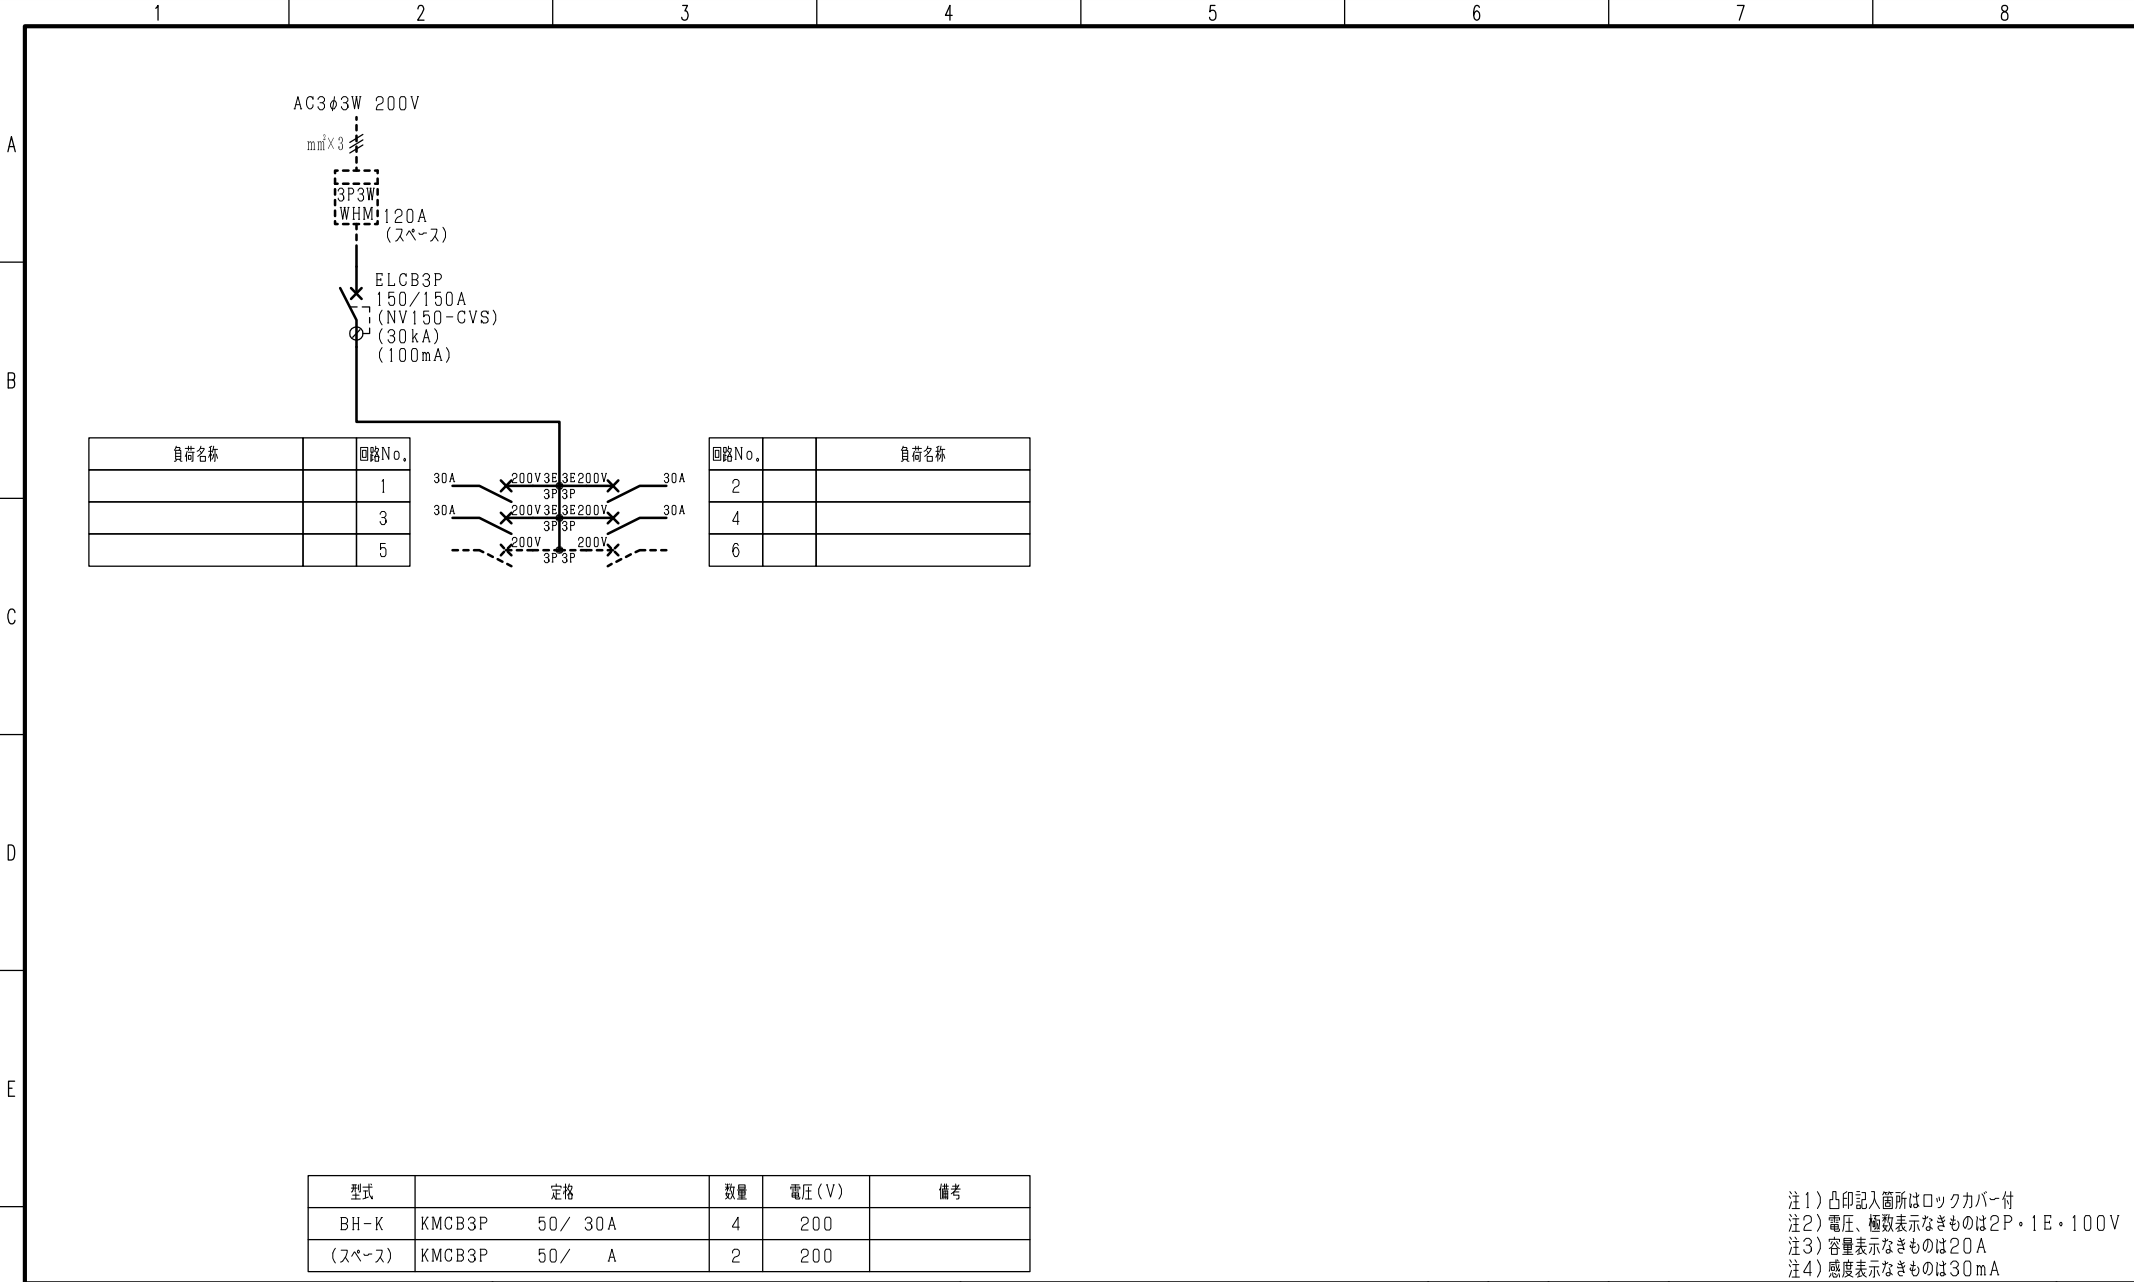 1 2 3 4 5 6 7 8
A
B
C
D
E
AC3φ3W 200V
mm²×3
3P3W
WHM
120A
(スペース)
ELCB3P
150/150A
(NV150-CVS)
(30kA)
(100mA)
負荷名称 回路No.
1
3
5
30A 200V 3E 3E 200V 30A
3P 3P
30A 200V 3E 3E 200V 30A
3P 3P
200V 200V
3P 3P
回路No. 負荷名称
2
4
6
型式 定格 数量 電圧(V) 備考
BH-K KMCB3P 50/ 30A 4 200
(スペース) KMCB3P 50/ A 2 200
注1)凸印記入箇所はロックカバー付
注2)電圧、極数表示なきものは2P・1E・100V
注3)容量表示なきものは20A
注4)感度表示なきものは30mA